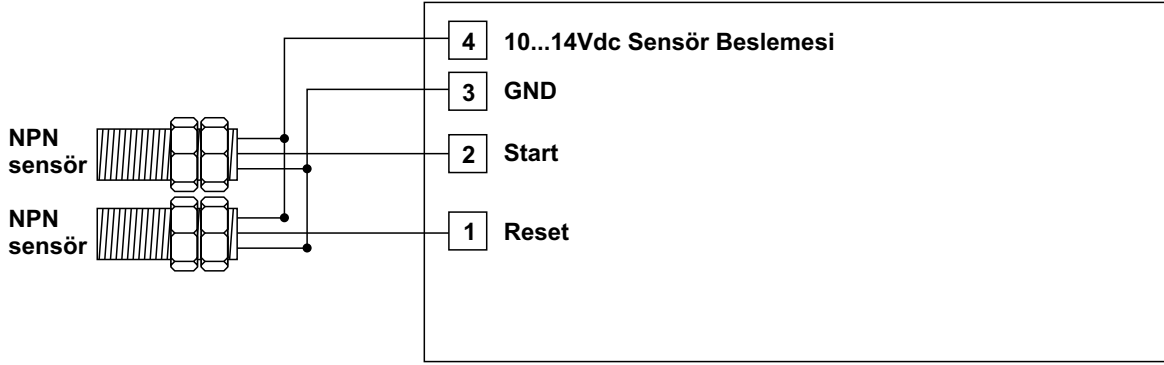 4 10...14Vdc Sensör Beslemesi
3 GND
NPN
sensör
2 Start
NPN
sensör
1 Reset